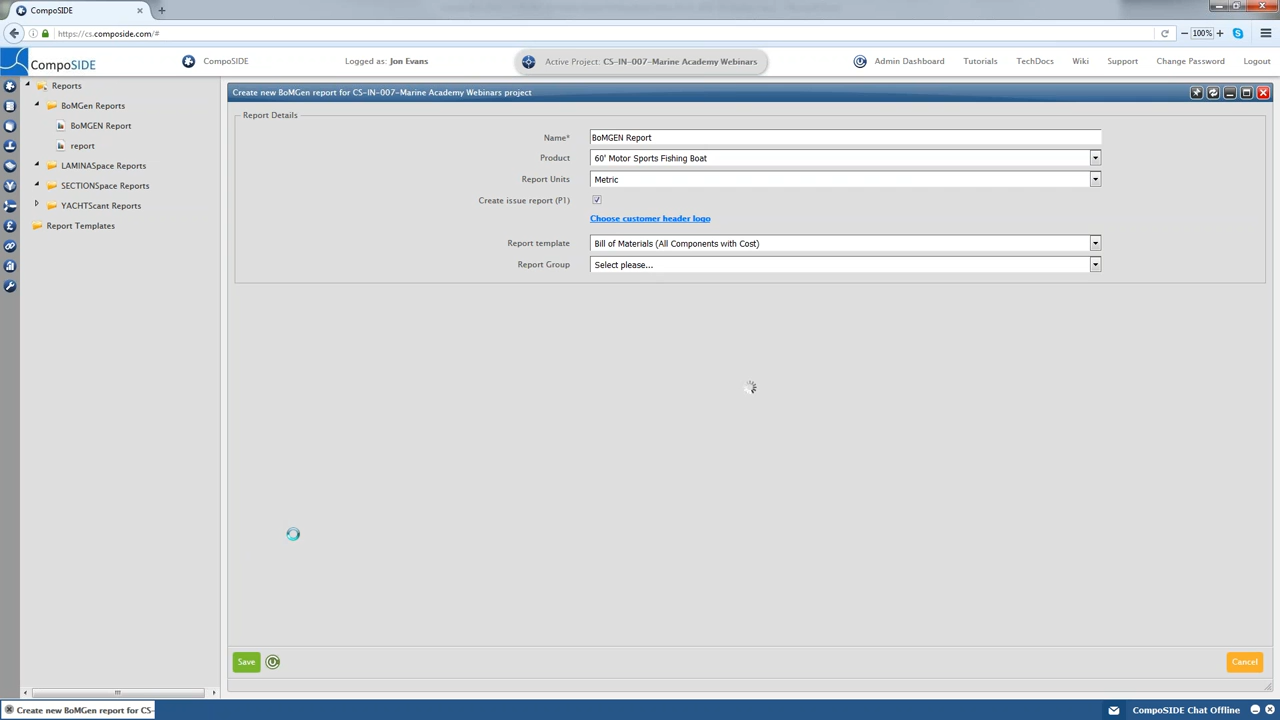 CompoSIDE
https://cs.composide.com/#
100%
CompoSIDE
CompoSIDE
Logged as: Jon Evans
Active Project: CS-IN-007-Marine Academy Webinars
Admin Dashboard
Tutorials
TechDocs
Wiki
Support
Change Password
Logout
Reports
BoMGen Reports
BoMGEN Report
report
LAMINASpace Reports
SECTIONSpace Reports
YACHTScant Reports
Report Templates
Create new BoMGen report for CS-IN-007-Marine Academy Webinars project
Report Details
Name* BoMGEN Report
Product 60' Motor Sports Fishing Boat
Report Units Metric
Create issue report (P1)
Choose customer header logo
Report template Bill of Materials (All Components with Cost)
Report Group Select please...
Save
Cancel
Create new BoMGen report for CS-
CompoSIDE Chat Offline